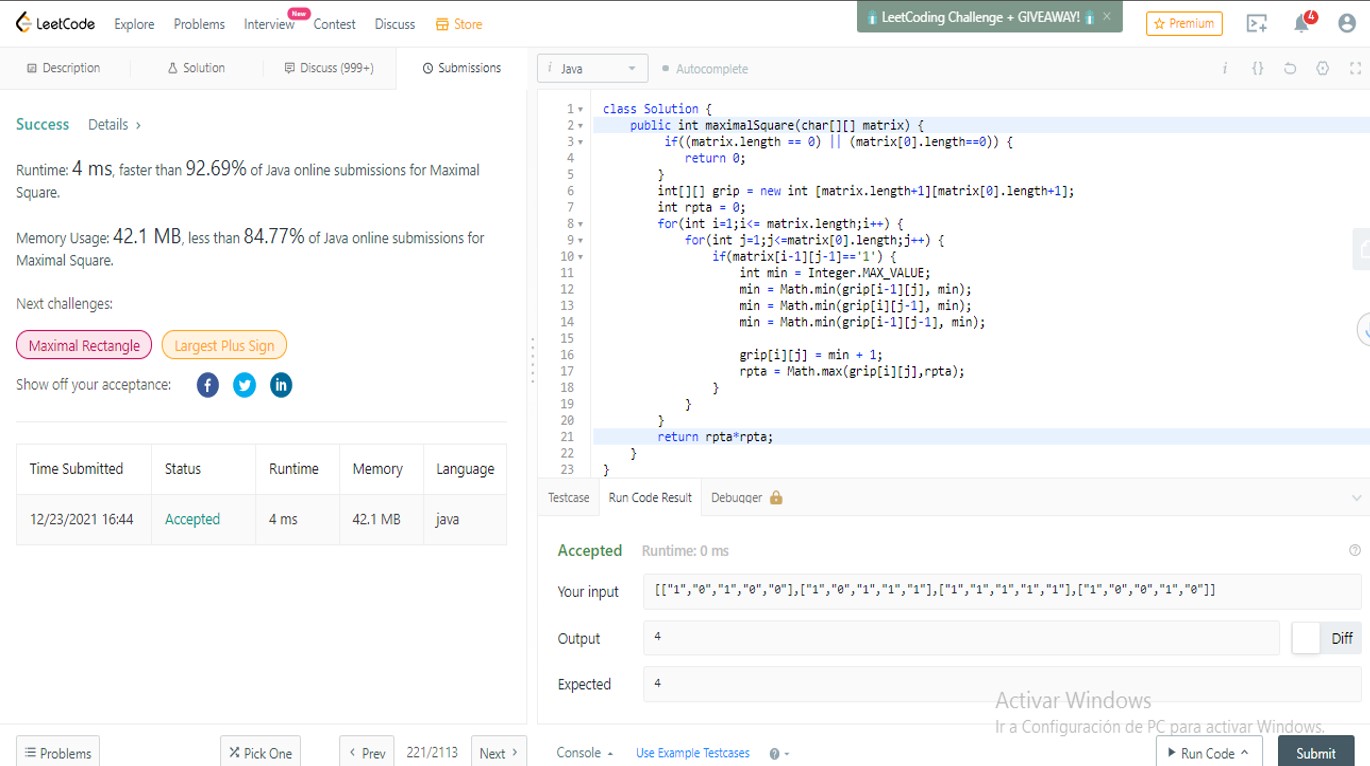 LeetCode Explore Problems Interview New Contest Discuss Store LeetCoding Challenge + GIVEAWAY! × Premium 4
Description Solution Discuss (999+) Submissions
i Java Autocomplete i {}
Success Details >
Runtime: 4 ms, faster than 92.69% of Java online submissions for Maximal
Square.
Memory Usage: 42.1 MB, less than 84.77% of Java online submissions for
Maximal Square.
Next challenges:
Maximal Rectangle Largest Plus Sign
Show off your acceptance:
Time Submitted Status Runtime Memory Language
12/23/2021 16:44 Accepted 4 ms 42.1 MB java
1 class Solution {
2 public int maximalSquare(char[][] matrix) {
3 if((matrix.length == 0) || (matrix[0].length==0)) {
4 return 0;
5 }
6 int[][] grip = new int [matrix.length+1][matrix[0].length+1];
7 int rpta = 0;
8 for(int i=1;i<= matrix.length;i++) {
9 for(int j=1;j<=matrix[0].length;j++) {
10 if(matrix[i-1][j-1]=='1') {
11 int min = Integer.MAX_VALUE;
12 min = Math.min(grip[i-1][j], min);
13 min = Math.min(grip[i][j-1], min);
14 min = Math.min(grip[i-1][j-1], min);
15
16 grip[i][j] = min + 1;
17 rpta = Math.max(grip[i][j],rpta);
18 }
19 }
20 }
21 return rpta*rpta;
22 }
23 }
Testcase Run Code Result Debugger
Accepted Runtime: 0 ms
Your input [["1","0","1","0","0"],["1","0","1","1","1"],["1","1","1","1","1"],["1","0","0","1","0"]]
Output 4 Diff
Expected 4
Activar Windows
Ir a Configuración de PC para activar Windows.
Problems Pick One < Prev 221/2113 Next > Console Use Example Testcases Run Code Submit